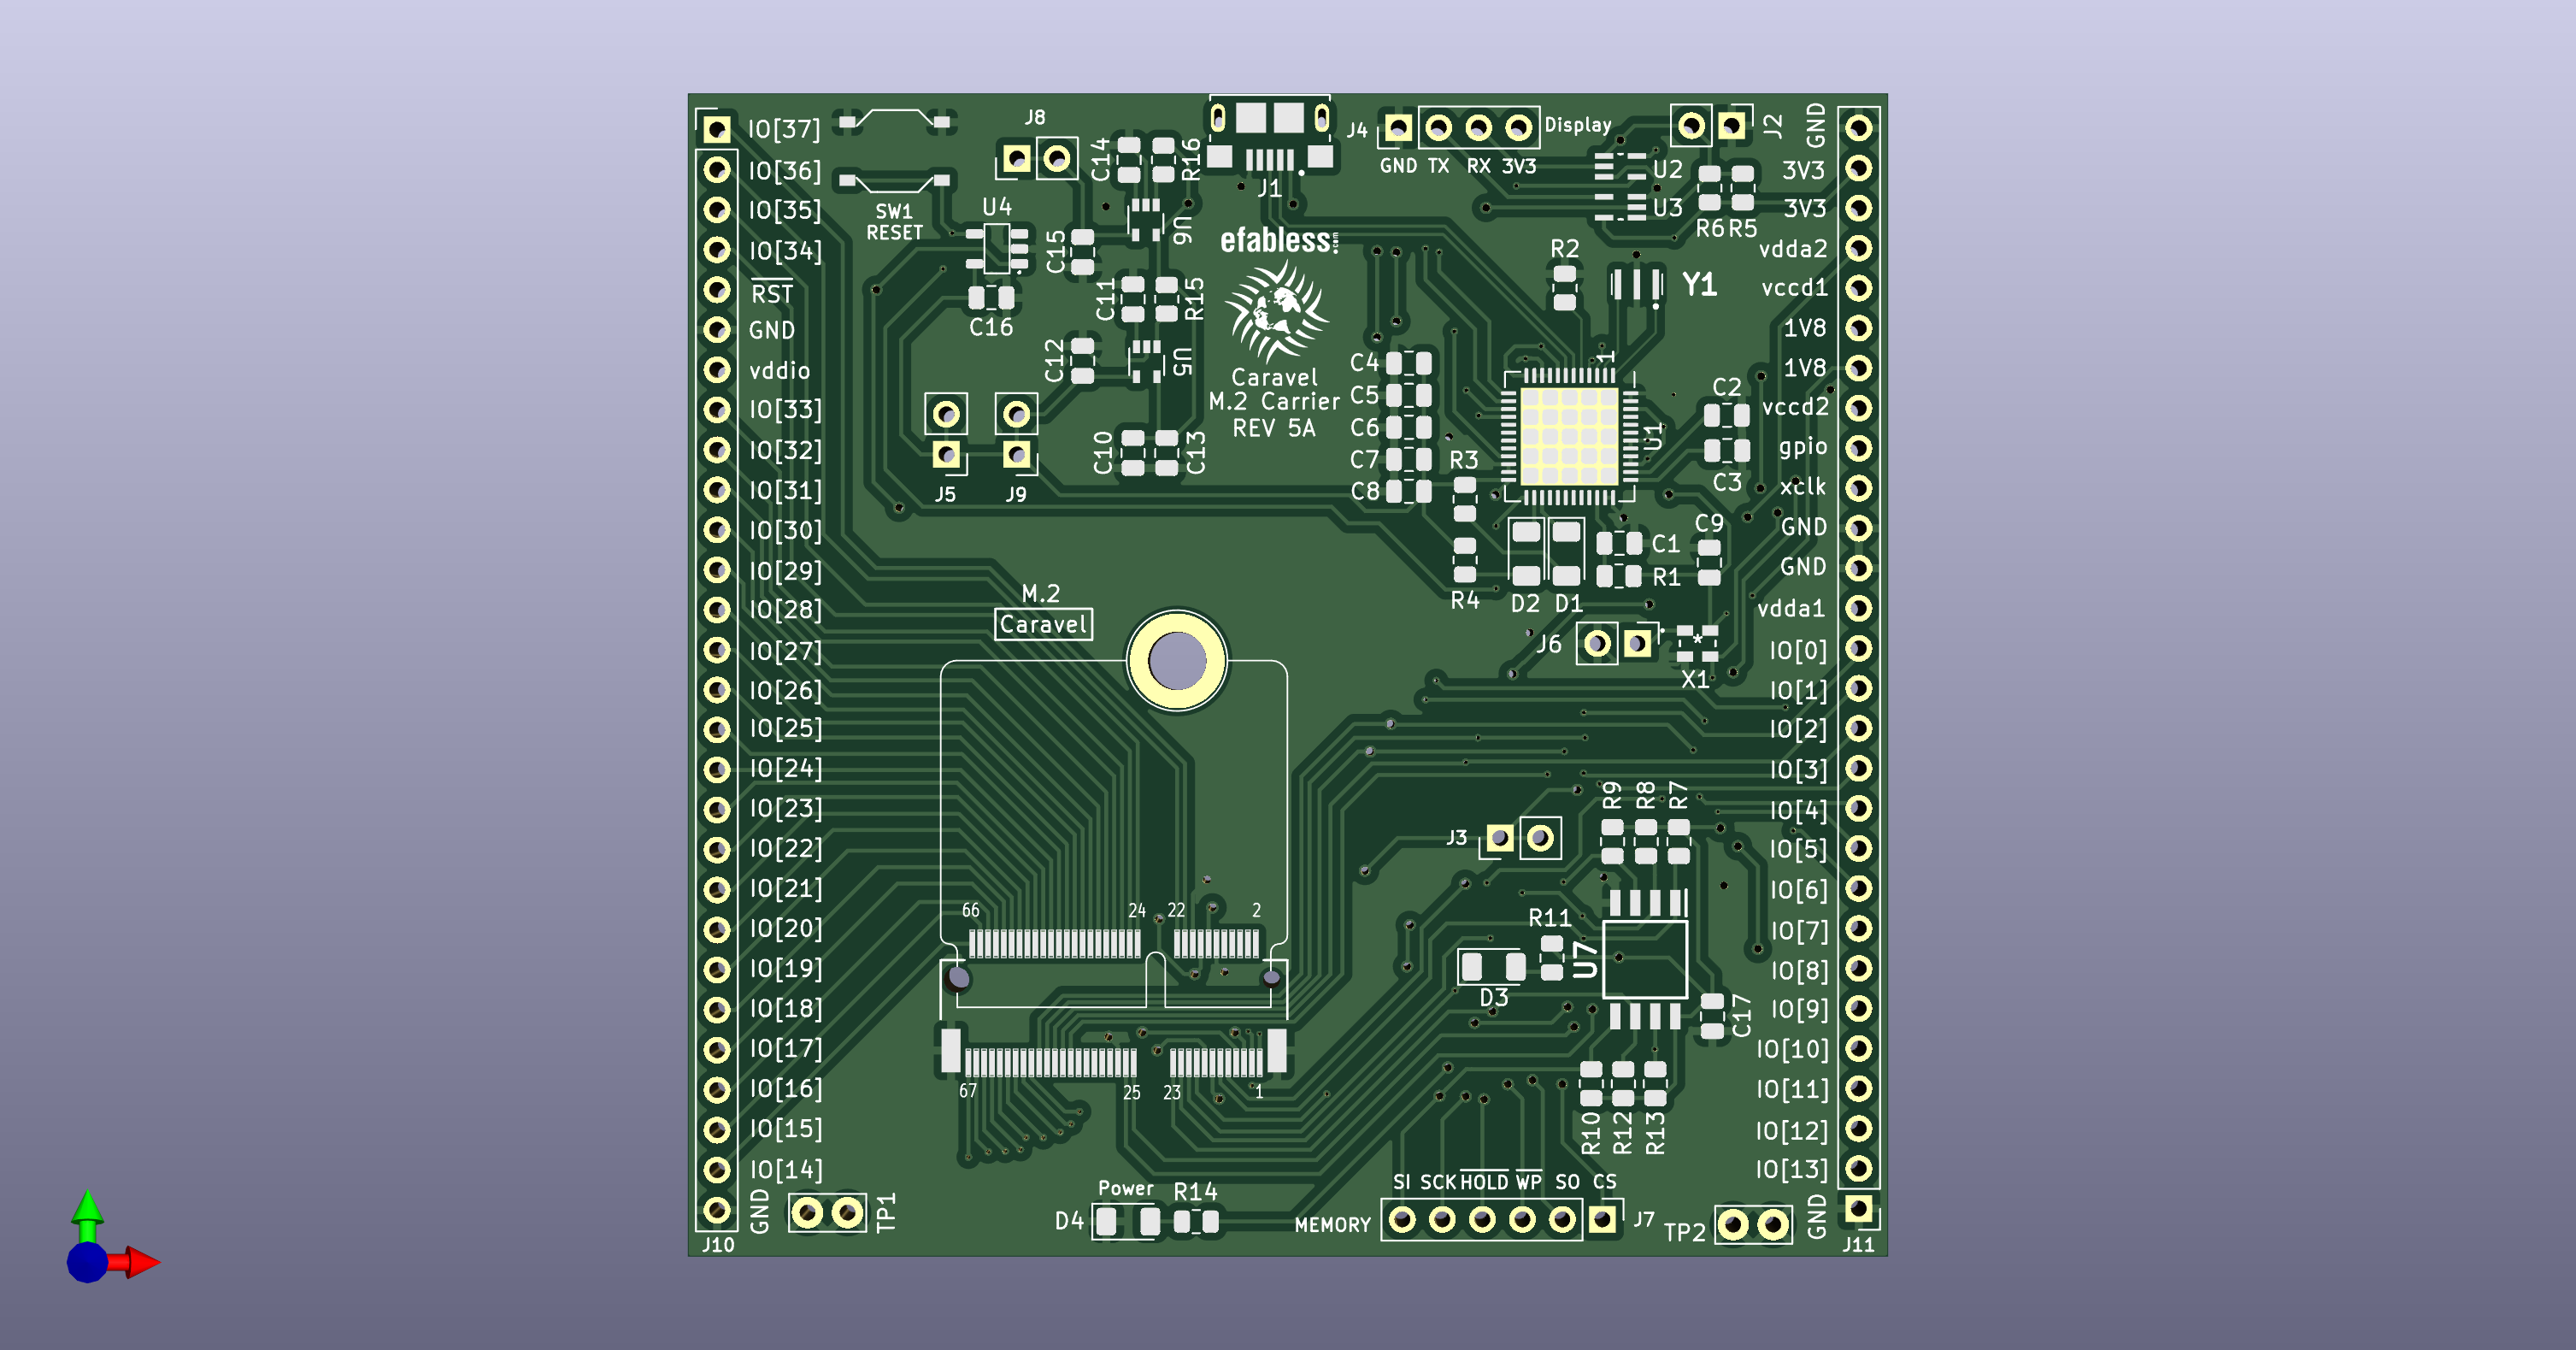 IO[37]
IO[36]
IO[35]
IO[34]
RST
GND
vddio
IO[33]
IO[32]
IO[31]
IO[30]
IO[29]
IO[28]
IO[27]
IO[26]
IO[25]
IO[24]
IO[23]
IO[22]
IO[21]
IO[20]
IO[19]
IO[18]
IO[17]
IO[16]
IO[15]
IO[14]
GND
J10
TP1
SW1
RESET
J8
U4
C16
C15
C14
R16
U6
C11
R15
C12
U5
C10
C13
J5
J9
J1
efabless.com
Caravel
M.2 Carrier
REV 5A
J4
GND TX RX 3V3
Display
J2
U2
U3
R6
R5
R2
Y1
C4
C5
C6
C7
C8
1
U1
C2
C3
R3
R4
D2
D1
C1
R1
C9
J6
*
X1
M.2
Caravel
66
24
22
2
67
25
23
1
J3
R9
R8
R7
R11
U7
D3
C17
R10
R12
R13
Power
D4
R14
SI SCK HOLD WP SO CS
MEMORY
J7
TP2
GND
3V3
3V3
vdda2
vccd1
1V8
1V8
vccd2
gpio
xclk
GND
GND
vdda1
IO[0]
IO[1]
IO[2]
IO[3]
IO[4]
IO[5]
IO[6]
IO[7]
IO[8]
IO[9]
IO[10]
IO[11]
IO[12]
IO[13]
GND
J11